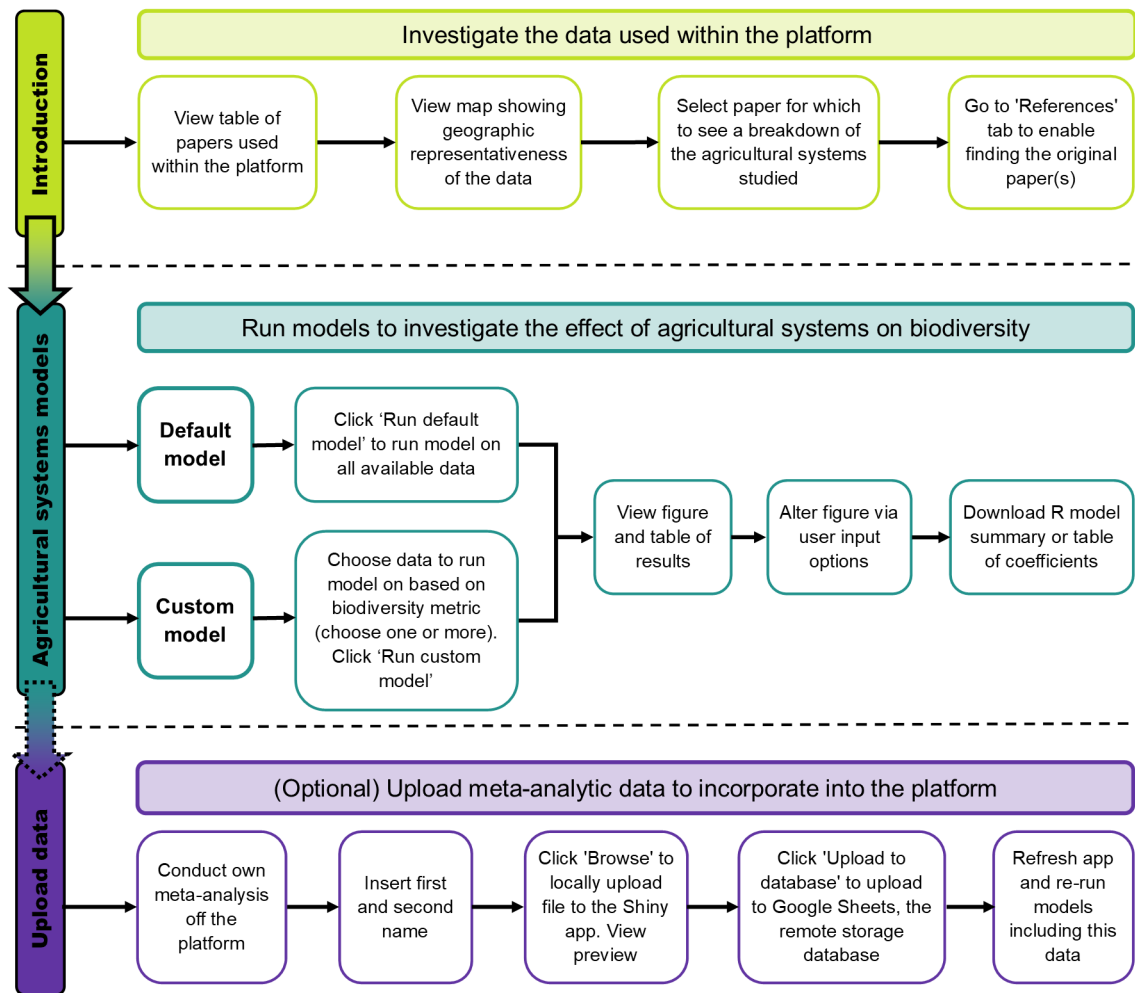 Introduction
Investigate the data used within the platform
View table of
papers used
within the platform
View map showing
geographic
representativeness
of the data
Select paper for which
to see a breakdown of
the agricultural systems
studied
Go to 'References'
tab to enable
finding the original
paper(s)
Agricultural systems models
Run models to investigate the effect of agricultural systems on biodiversity
Default
model
Click ‘Run default
model’ to run model on
all available data
Custom
model
Choose data to run
model on based on
biodiversity metric
(choose one or more).
Click ‘Run custom
model’
View figure
and table of
results
Alter figure via
user input
options
Download R model
summary or table
of coefficients
Upload data
(Optional) Upload meta-analytic data to incorporate into the platform
Conduct own
meta-analysis
off the
platform
Insert first
and second
name
Click 'Browse' to
locally upload
file to the Shiny
app. View
preview
Click 'Upload to
database' to upload
to Google Sheets, the
remote storage
database
Refresh app
and re-run
models
including this
data